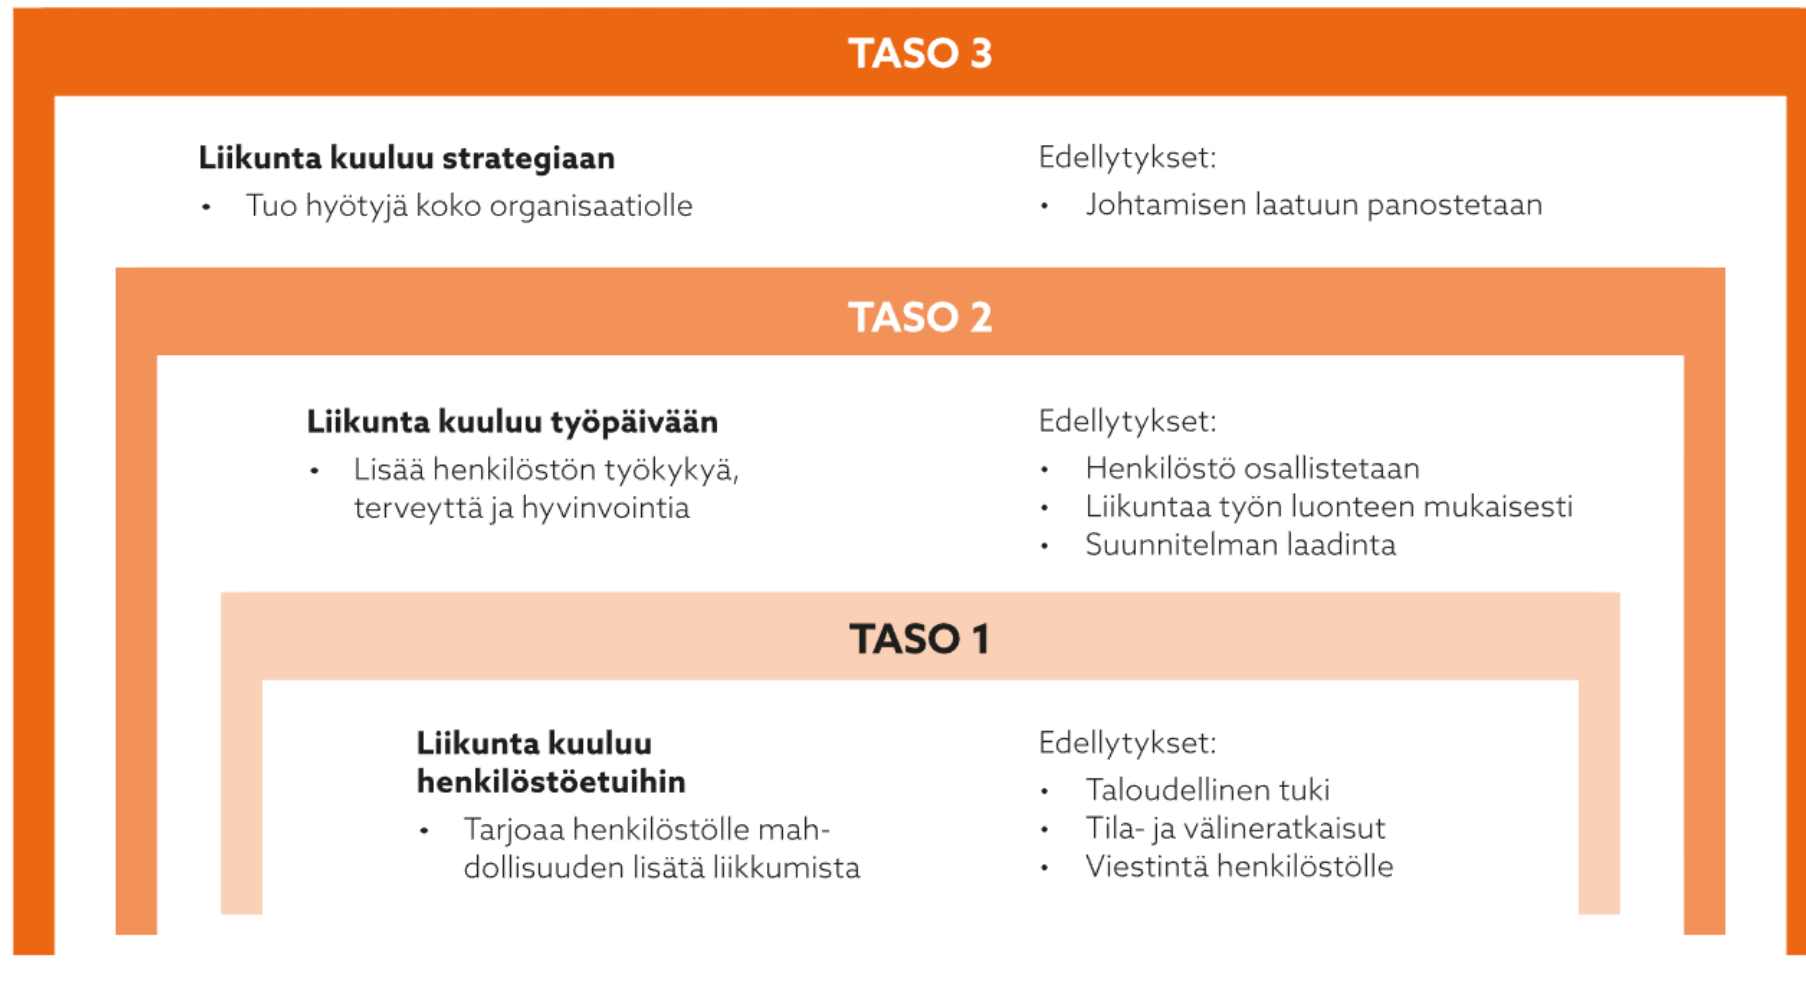 TASO 3
Liikunta kuuluu strategiaan
• Tuo hyötyjä koko organisaatiolle
Edellytykset:
• Johtamisen laatuun panostetaan
TASO 2
Liikunta kuuluu työpäivään
• Lisää henkilöstön työkykyä,
terveyttä ja hyvinvointia
Edellytykset:
• Henkilöstö osallistetaan
• Liikuntaa työn luonteen mukaisesti
• Suunnitelman laadinta
TASO 1
Liikunta kuuluu
henkilöstöetuihin
• Tarjoaa henkilöstölle mah-
dollisuuden lisätä liikkumista
Edellytykset:
• Taloudellinen tuki
• Tila- ja välineratkaisut
• Viestintä henkilöstölle